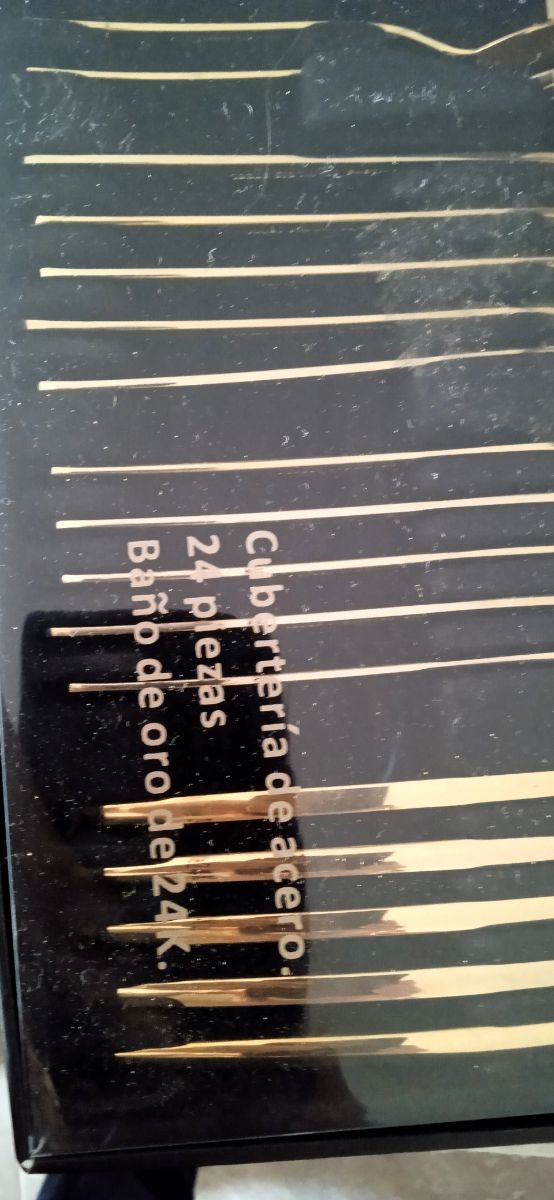 Cubertería de acero.
24 piezas
Baño de oro de 24K.